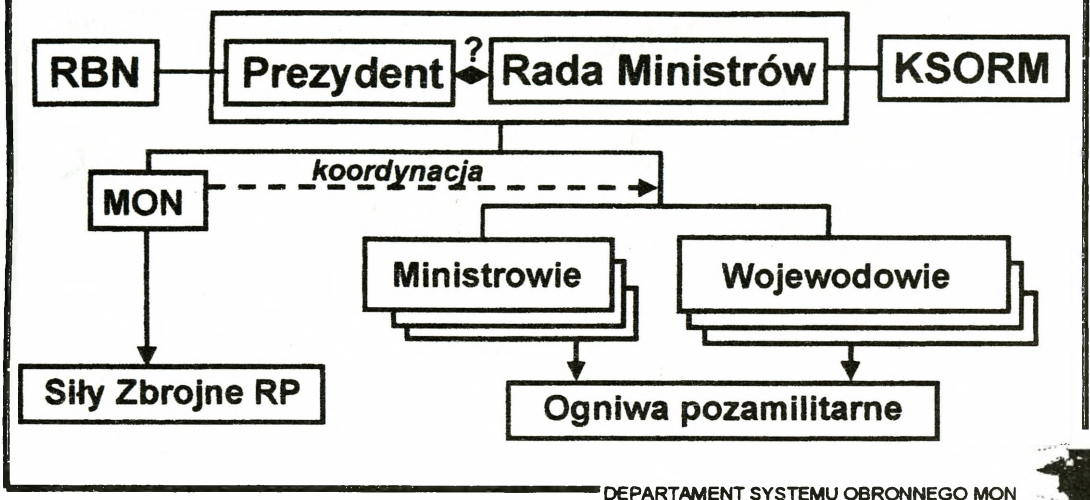 ?
RBN
Prezydent
Rada Ministrów
KSORM
koordynacja
MON
Ministrowie
Wojewodowie
Siły Zbrojne RP
Ogniwa pozamilitarne
DEPARTAMENT SYSTEMU OBRONNEGO MON